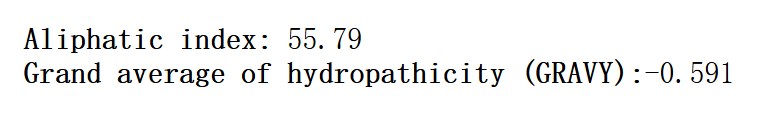 Aliphatic index: 55.79
Grand average of hydropathicity (GRAVY):-0.591